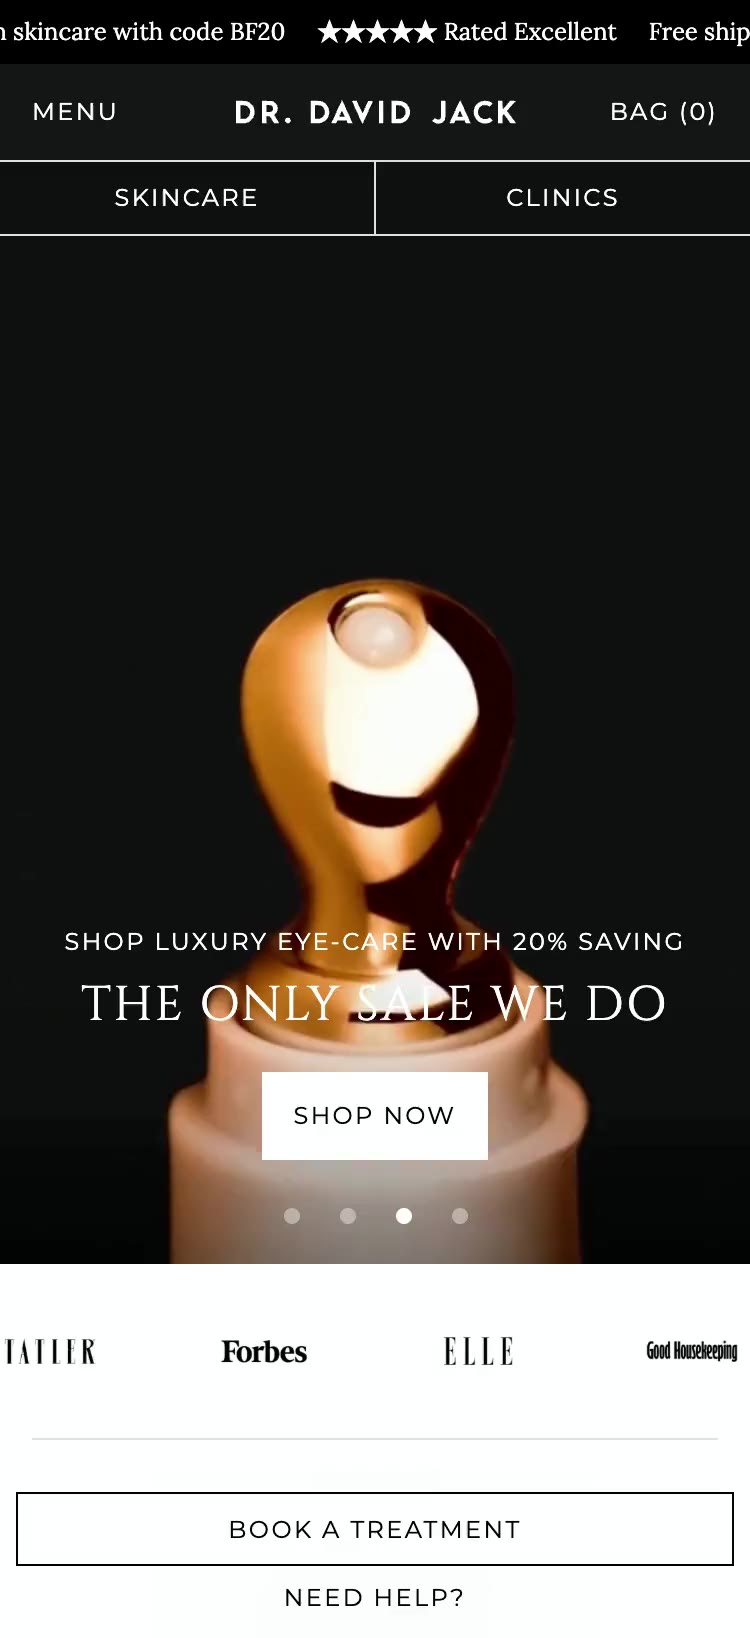 skincare with code BF20 ★★★★★ Rated Excellent Free ship
MENU DR. DAVID JACK BAG (0)
SKINCARE CLINICS
SHOP LUXURY EYE-CARE WITH 20% SAVING
THE ONLY SALE WE DO
SHOP NOW
TATLER Forbes ELLE Good Housekeeping
BOOK A TREATMENT
NEED HELP?